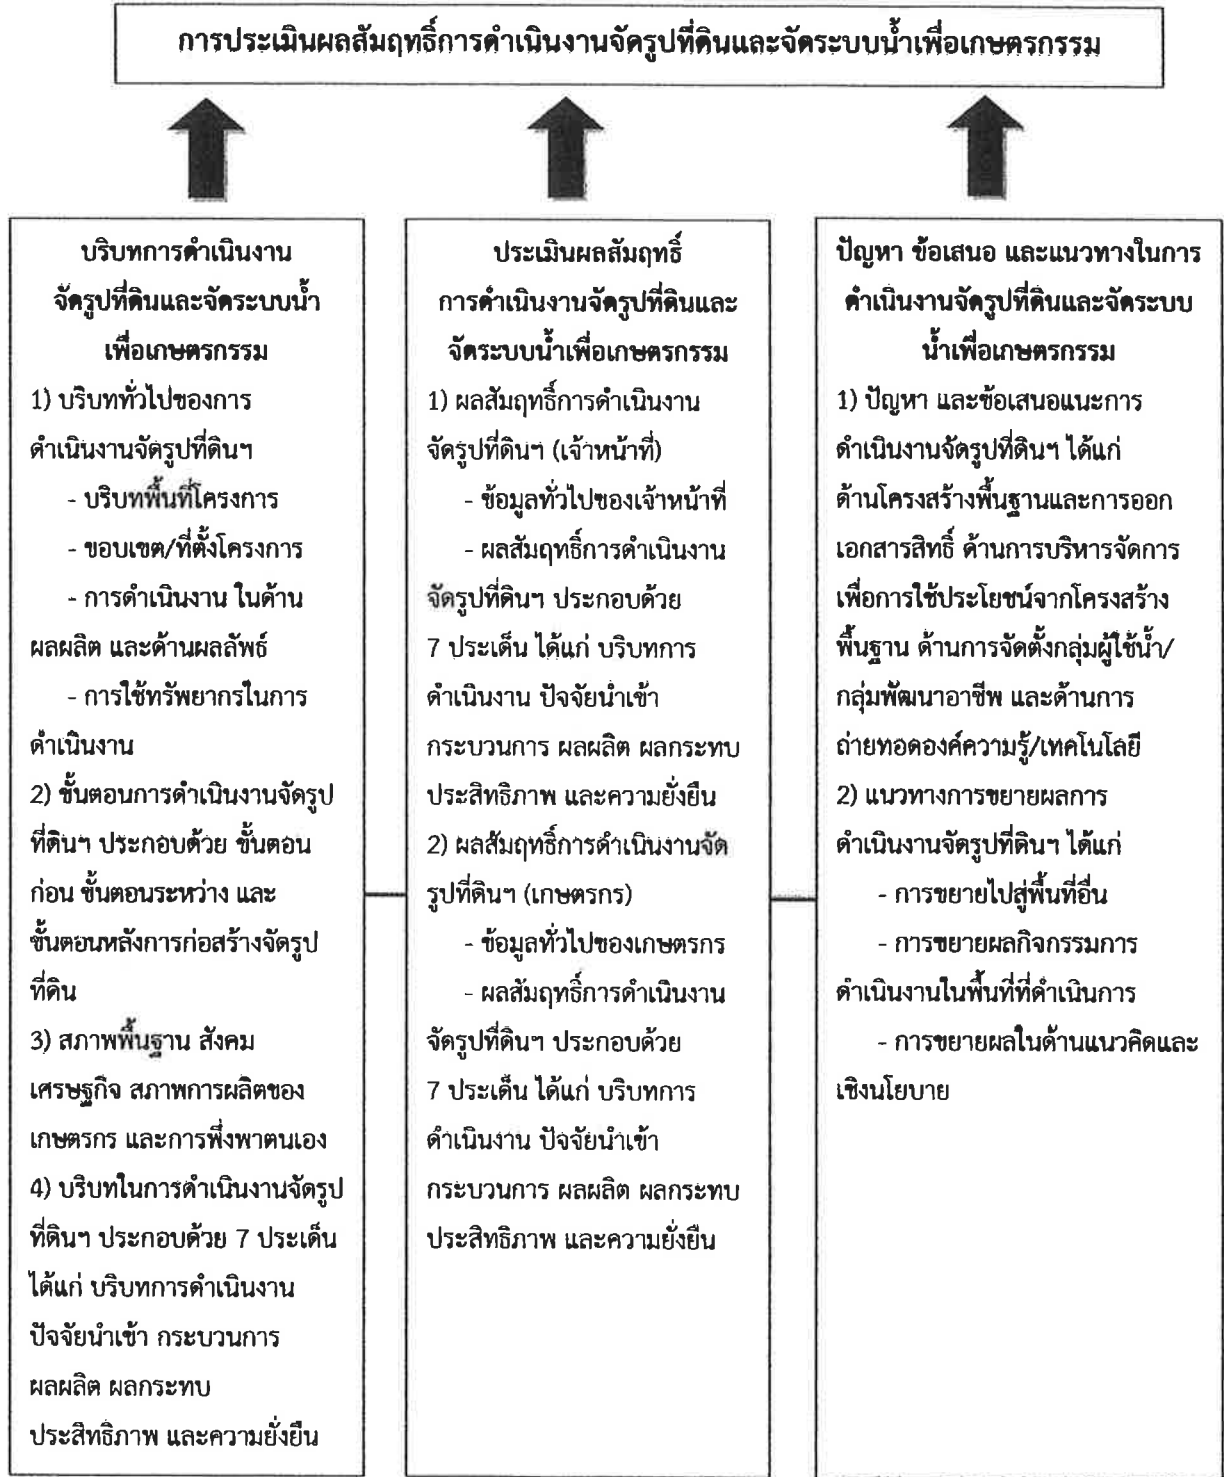 การประเมินผลสัมฤทธิ์การดำเนินงานจัดรูปที่ดินและจัดระบบน้ำเพื่อเกษตรกรรม
บริบทการดำเนินงาน
จัดรูปที่ดินและจัดระบบน้ำ
เพื่อเกษตรกรรม
1) บริบททั่วไปของการ
ดำเนินงานจัดรูปที่ดินฯ
- บริบทพื้นที่โครงการ
- ขอบเขต/ที่ตั้งโครงการ
- การดำเนินงาน ในด้าน
ผลผลิต และด้านผลลัพธ์
- การใช้ทรัพยากรในการ
ดำเนินงาน
2) ขั้นตอนการดำเนินงานจัดรูป
ที่ดินฯ ประกอบด้วย ขั้นตอน
ก่อน ขั้นตอนระหว่าง และ
ขั้นตอนหลังการก่อสร้างจัดรูป
ที่ดิน
3) สภาพพื้นฐาน สังคม
เศรษฐกิจ สภาพการผลิตของ
เกษตรกร และการพึ่งพาตนเอง
4) บริบทในการดำเนินงานจัดรูป
ที่ดินฯ ประกอบด้วย 7 ประเด็น
ได้แก่ บริบทการดำเนินงาน
ปัจจัยนำเข้า กระบวนการ
ผลผลิต ผลกระทบ
ประสิทธิภาพ และความยั่งยืน
ประเมินผลสัมฤทธิ์
การดำเนินงานจัดรูปที่ดินและ
จัดระบบน้ำเพื่อเกษตรกรรม
1) ผลสัมฤทธิ์การดำเนินงาน
จัดรูปที่ดินฯ (เจ้าหน้าที่)
- ข้อมูลทั่วไปของเจ้าหน้าที่
- ผลสัมฤทธิ์การดำเนินงาน
จัดรูปที่ดินฯ ประกอบด้วย
7 ประเด็น ได้แก่ บริบทการ
ดำเนินงาน ปัจจัยนำเข้า
กระบวนการ ผลผลิต ผลกระทบ
ประสิทธิภาพ และความยั่งยืน
2) ผลสัมฤทธิ์การดำเนินงานจัด
รูปที่ดินฯ (เกษตรกร)
- ข้อมูลทั่วไปของเกษตรกร
- ผลสัมฤทธิ์การดำเนินงาน
จัดรูปที่ดินฯ ประกอบด้วย
7 ประเด็น ได้แก่ บริบทการ
ดำเนินงาน ปัจจัยนำเข้า
กระบวนการ ผลผลิต ผลกระทบ
ประสิทธิภาพ และความยั่งยืน
ปัญหา ข้อเสนอ และแนวทางในการ
ดำเนินงานจัดรูปที่ดินและจัดระบบ
น้ำเพื่อเกษตรกรรม
1) ปัญหา และข้อเสนอแนะการ
ดำเนินงานจัดรูปที่ดินฯ ได้แก่
ด้านโครงสร้างพื้นฐานและการออก
เอกสารสิทธิ์ ด้านการบริหารจัดการ
เพื่อการใช้ประโยชน์จากโครงสร้าง
พื้นฐาน ด้านการจัดตั้งกลุ่มผู้ใช้น้ำ/
กลุ่มพัฒนาอาชีพ และด้านการ
ถ่ายทอดองค์ความรู้/เทคโนโลยี
2) แนวทางการขยายผลการ
ดำเนินงานจัดรูปที่ดินฯ ได้แก่
- การขยายไปสู่พื้นที่อื่น
- การขยายผลกิจกรรมการ
ดำเนินงานในพื้นที่ที่ดำเนินการ
- การขยายผลในด้านแนวคิดและ
เชิงนโยบาย